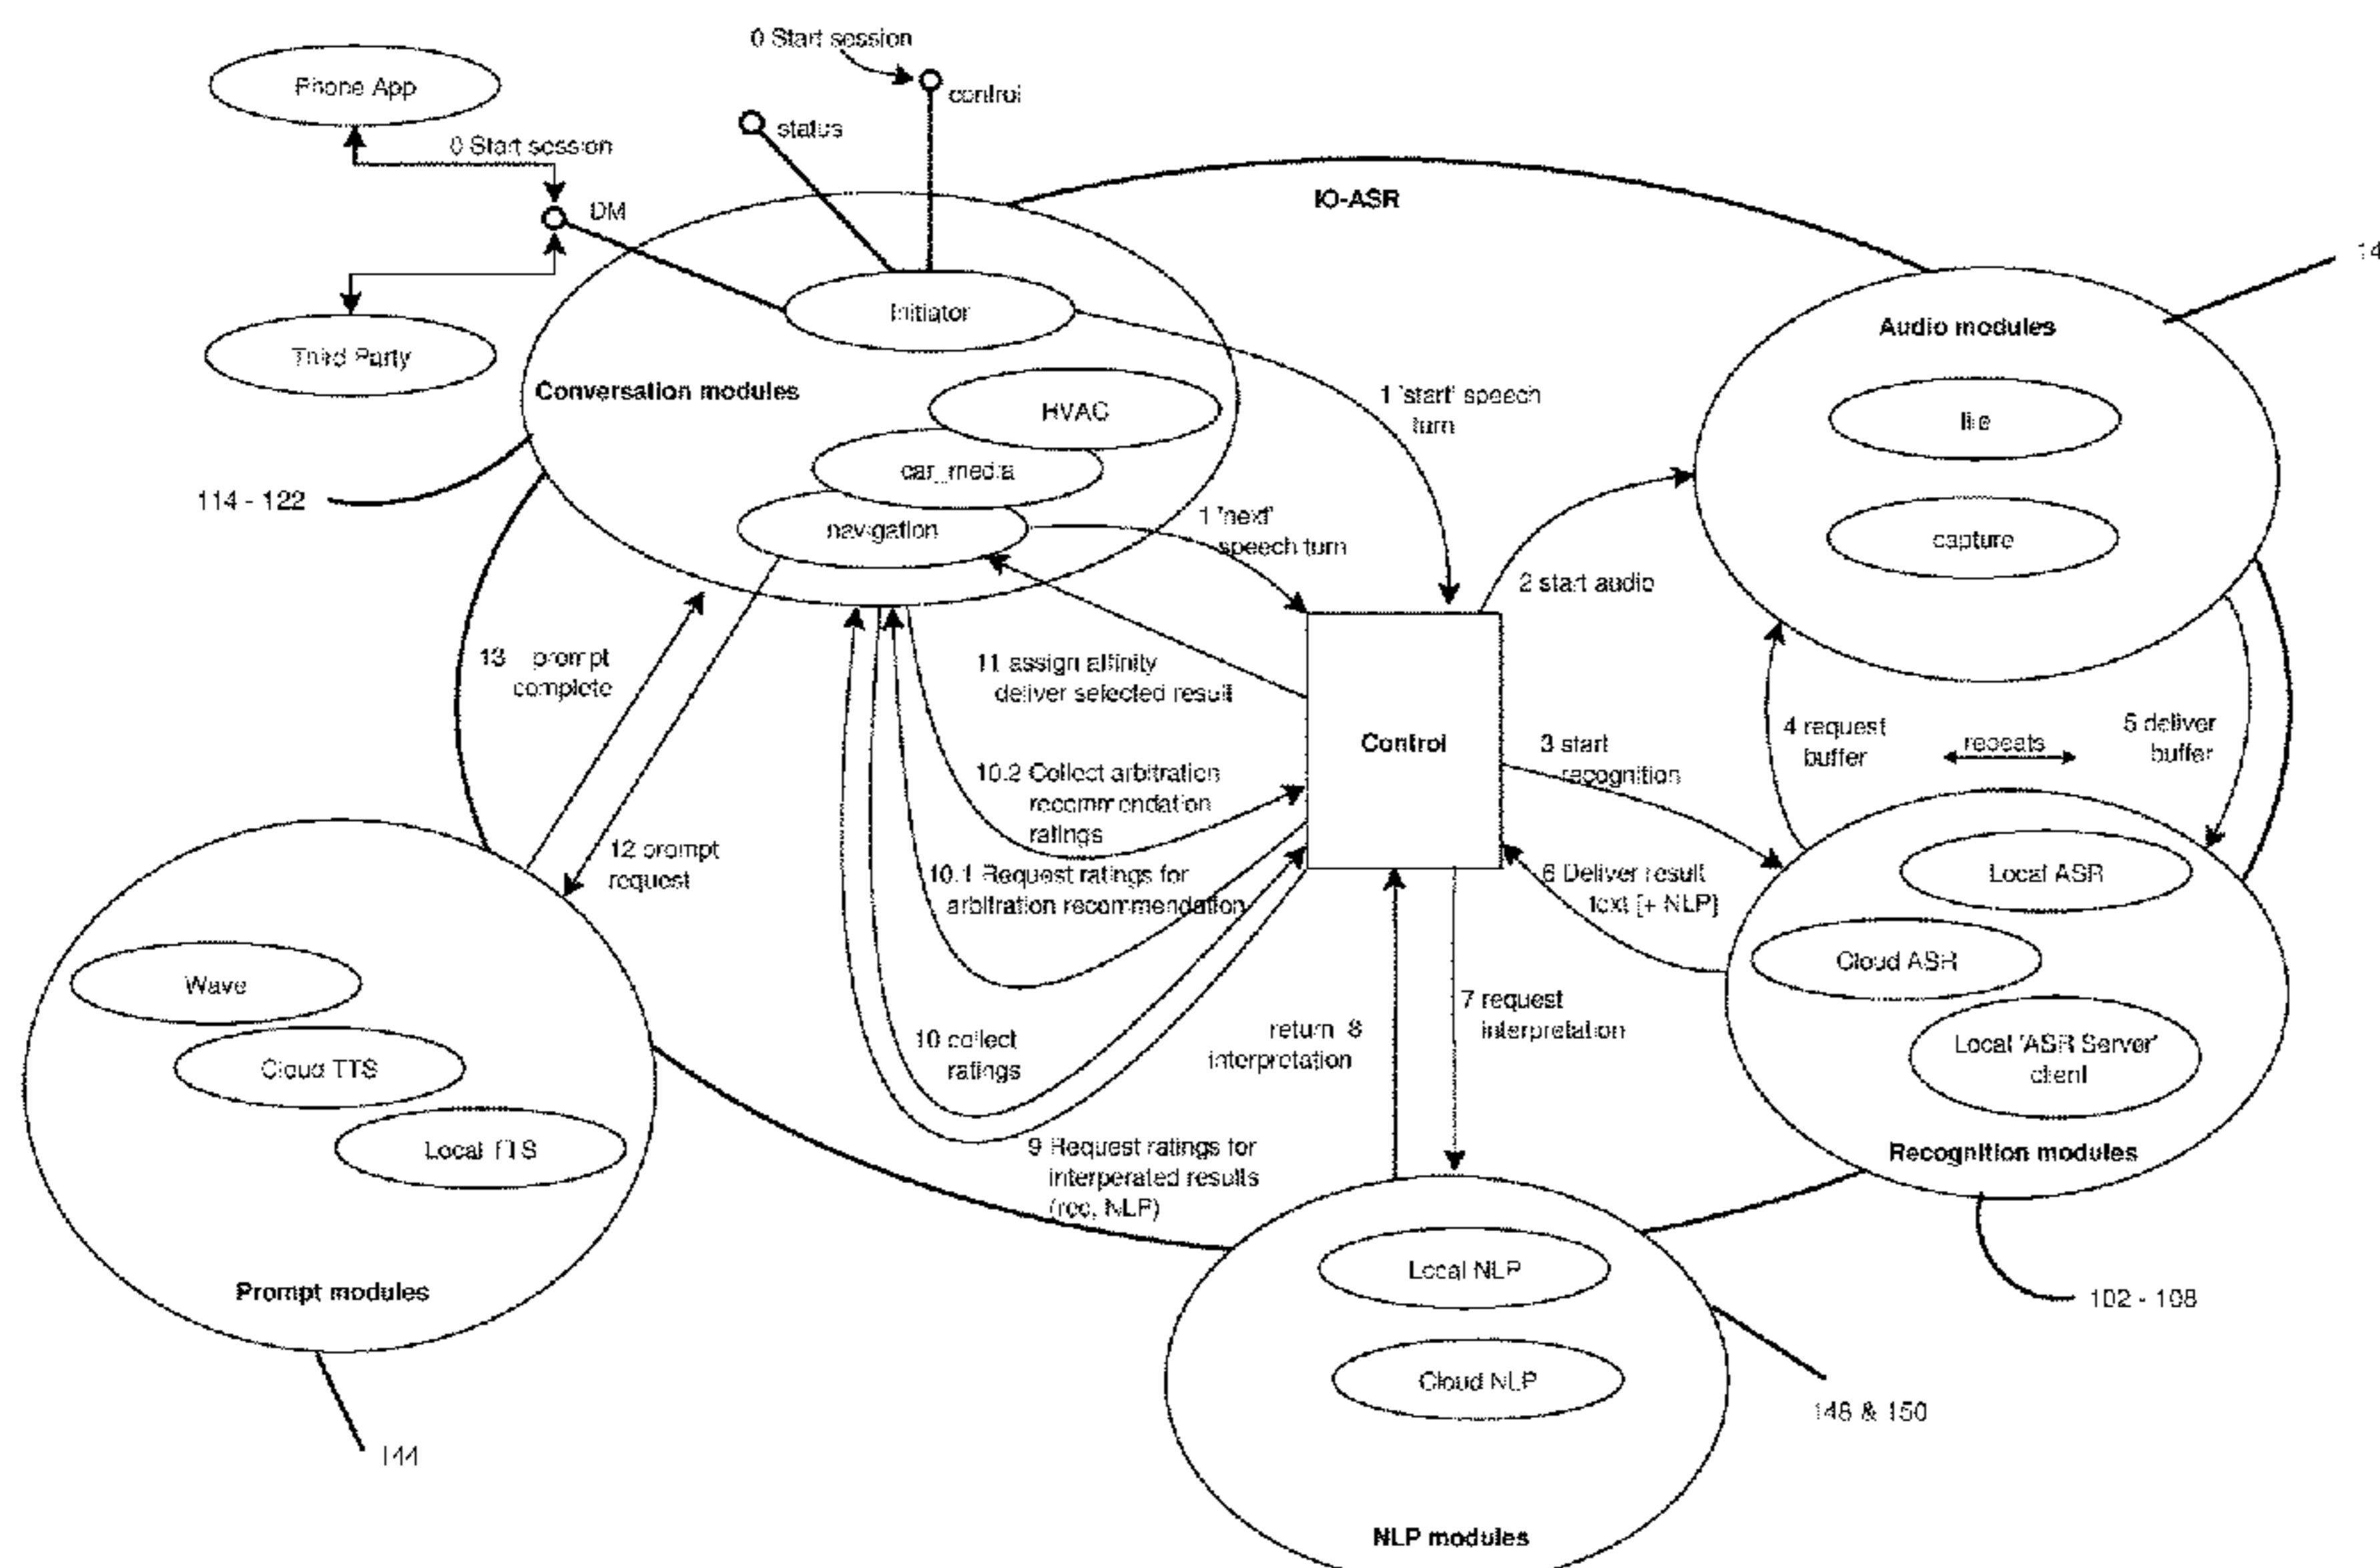 0 Start session
control
status
Phone App
0 Start session
DM
IO-ASR
Third Party
Initiator
Conversation modules
HVAC
car_media
navigation
114 - 122
1 'start' speech
turn
1 'next'
speech turn
Audio modules
file
capture
14
2 start audio
13 prompt
complete
12 prompt
request
11 assign affinity
deliver selected result
10.2 Collect arbitration
recommendation
ratings
10.1 Request ratings for
arbitration recommendation
10 collect
ratings
9 Request ratings for
interperated results
(rec, NLP)
Control
3 start
recognition
4 request
buffer
repeats
5 deliver
buffer
6 Deliver result
text [+ NLP]
7 request
interpretation
return 8
interpretation
Local ASR
Cloud ASR
Local 'ASR Server'
client
Recognition modules
102 - 108
Wave
Cloud TTS
Local TTS
Prompt modules
144
Local NLP
Cloud NLP
NLP modules
148 & 150